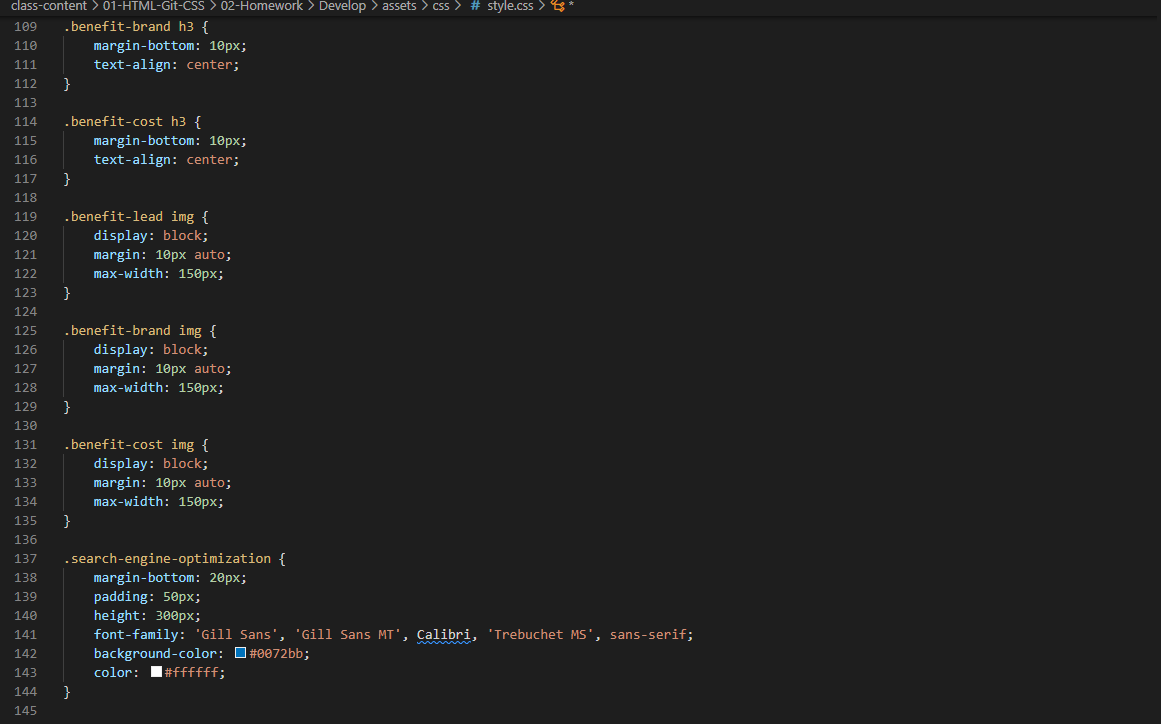 class-content > 01-HTML-Git-CSS > 02-Homework > Develop > assets > css > # style.css > *
109 .benefit-brand h3 {
110     margin-bottom: 10px;
111     text-align: center;
112 }
113
114 .benefit-cost h3 {
115     margin-bottom: 10px;
116     text-align: center;
117 }
118
119 .benefit-lead img {
120     display: block;
121     margin: 10px auto;
122     max-width: 150px;
123 }
124
125 .benefit-brand img {
126     display: block;
127     margin: 10px auto;
128     max-width: 150px;
129 }
130
131 .benefit-cost img {
132     display: block;
133     margin: 10px auto;
134     max-width: 150px;
135 }
136
137 .search-engine-optimization {
138     margin-bottom: 20px;
139     padding: 50px;
140     height: 300px;
141     font-family: 'Gill Sans', 'Gill Sans MT', Calibri, 'Trebuchet MS', sans-serif;
142     background-color: #0072bb;
143     color: #ffffff;
144 }
145